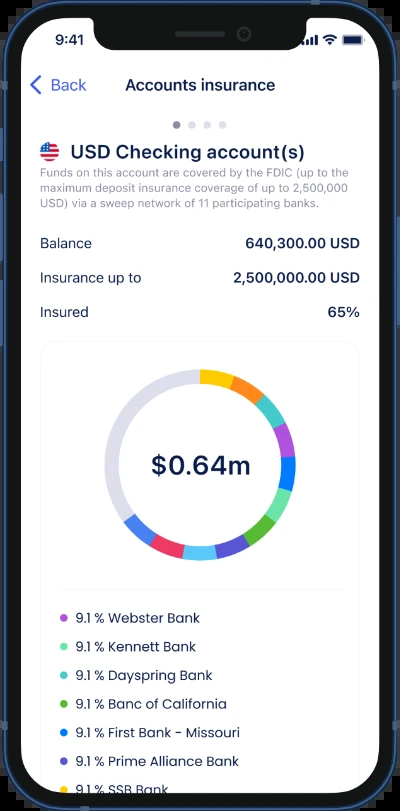 9:41
Back
Accounts insurance
USD Checking account(s)
Funds on this account are covered by the FDIC (up to the
maximum deposit insurance coverage of up to 2,500,000
USD) via a sweep network of 11 participating banks.
Balance 640,300.00 USD
Insurance up to 2,500,000.00 USD
Insured 65%
$0.64m
9.1 % Webster Bank
9.1 % Kennett Bank
9.1 % Dayspring Bank
9.1 % Banc of California
9.1 % First Bank - Missouri
9.1 % Prime Alliance Bank
9.1 % SSB Bank